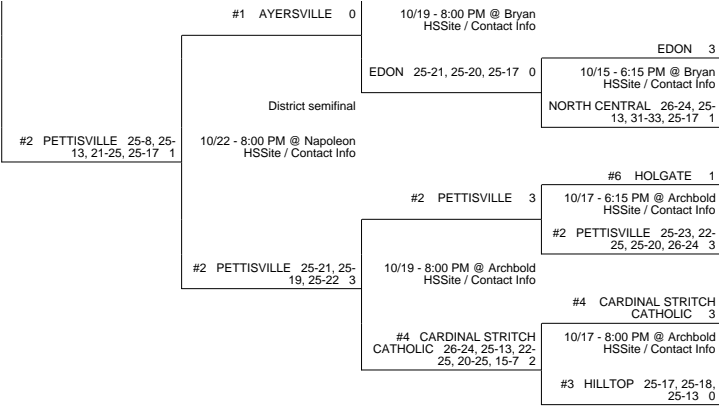 #1 AYERSVILLE 0
10/19 - 8:00 PM @ Bryan
HSSite / Contact Info
EDON 3
EDON 25-21, 25-20, 25-17 0
10/15 - 6:15 PM @ Bryan
HSSite / Contact Info
District semifinal
NORTH CENTRAL 26-24, 25-
13, 31-33, 25-17 1
#2 PETTISVILLE 25-8, 25-
13, 21-25, 25-17 1
10/22 - 8:00 PM @ Napoleon
HSSite / Contact Info
#6 HOLGATE 1
#2 PETTISVILLE 3
10/17 - 6:15 PM @ Archbold
HSSite / Contact Info
#2 PETTISVILLE 25-23, 22-
25, 25-20, 26-24 3
#2 PETTISVILLE 25-21, 25-
19, 25-22 3
10/19 - 8:00 PM @ Archbold
HSSite / Contact Info
#4 CARDINAL STRITCH
CATHOLIC 3
#4 CARDINAL STRITCH
CATHOLIC 26-24, 25-13, 22-
25, 20-25, 15-7 2
10/17 - 8:00 PM @ Archbold
HSSite / Contact Info
#3 HILLTOP 25-17, 25-18,
25-13 0